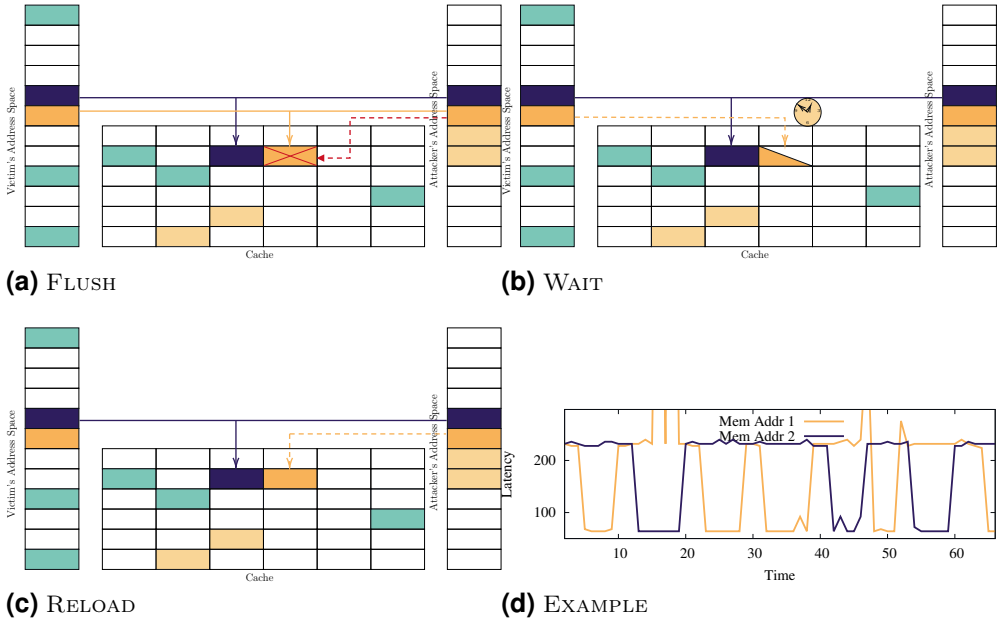 Victim's Address Space
Cache
Attacker's Address Space
(a) FLUSH
Victim's Address Space
Cache
Attacker's Address Space
(b) WAIT
Victim's Address Space
Cache
Attacker's Address Space
(c) RELOAD
Mem Addr 1
Mem Addr 2
Latency
200
100
10 20 30 40 50 60
Time
(d) EXAMPLE